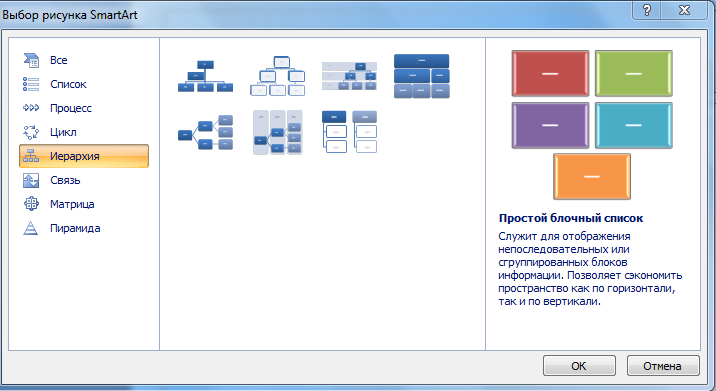 Выбор рисунка SmartArt
Все
Список
Процесс
Цикл
Иерархия
Связь
Матрица
Пирамида
Простой блочный список
Служит для отображения
непоследовательных или
сгруппированных блоков
информации. Позволяет сэкономить
пространство как по горизонтали,
так и по вертикали.
ОК
Отмена